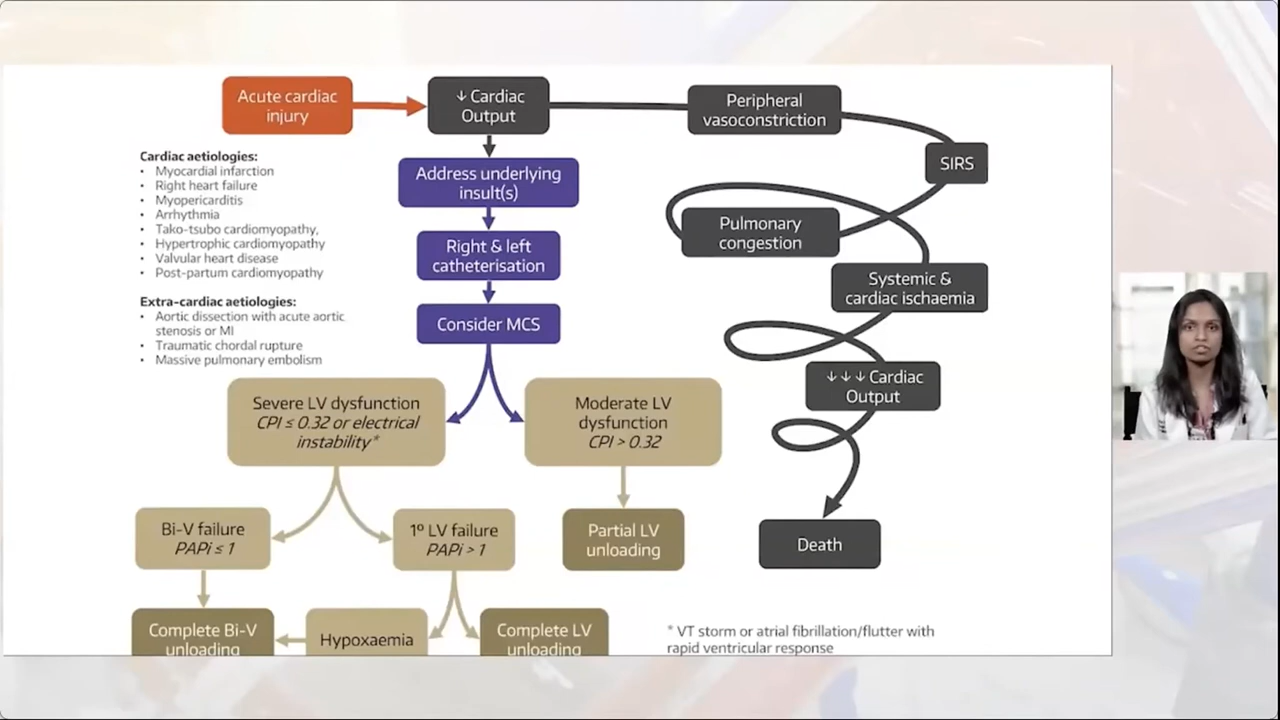 Acute cardiac
injury
↓ Cardiac
Output
Peripheral
vasoconstriction
SIRS
Pulmonary
congestion
Systemic &
cardiac ischaemia
↓ ↓ ↓ Cardiac
Output
Death
Address underlying
insult(s)
Right & left
catheterisation
Consider MCS
Cardiac aetiologies:
• Myocardial infarction
• Right heart failure
• Myopericarditis
• Arrhythmia
• Tako-tsubo cardiomyopathy,
• Hypertrophic cardiomyopathy
• Valvular heart disease
• Post-partum cardiomyopathy
Extra-cardiac aetiologies:
• Aortic dissection with acute aortic
stenosis or MI
• Traumatic chordal rupture
• Massive pulmonary embolism
Severe LV dysfunction
CPI ≤ 0.32 or electrical
instability*
Moderate LV
dysfunction
CPI > 0.32
Bi-V failure
PAPi ≤ 1
1º LV failure
PAPi > 1
Partial LV
unloading
Complete Bi-V
unloading
Hypoxaemia
Complete LV
unloading
* VT storm or atrial fibrillation/flutter with
rapid ventricular response